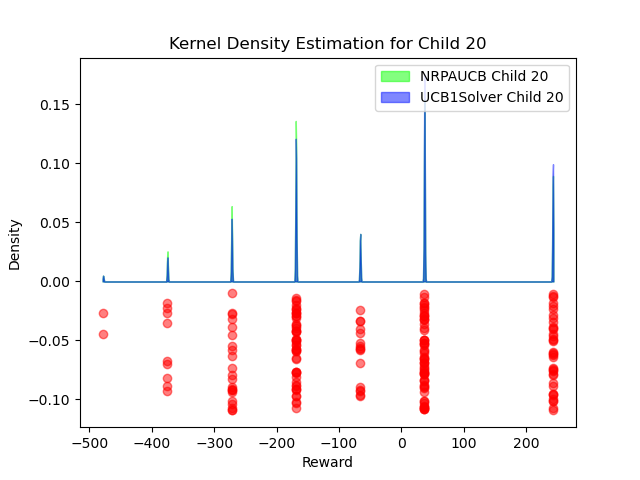 Kernel Density Estimation for Child 20
NRPAUCB Child 20
UCB1Solver Child 20
0.15
0.10
0.05
0.00
−0.05
−0.10
Density
−500 −400 −300 −200 −100 0 100 200
Reward